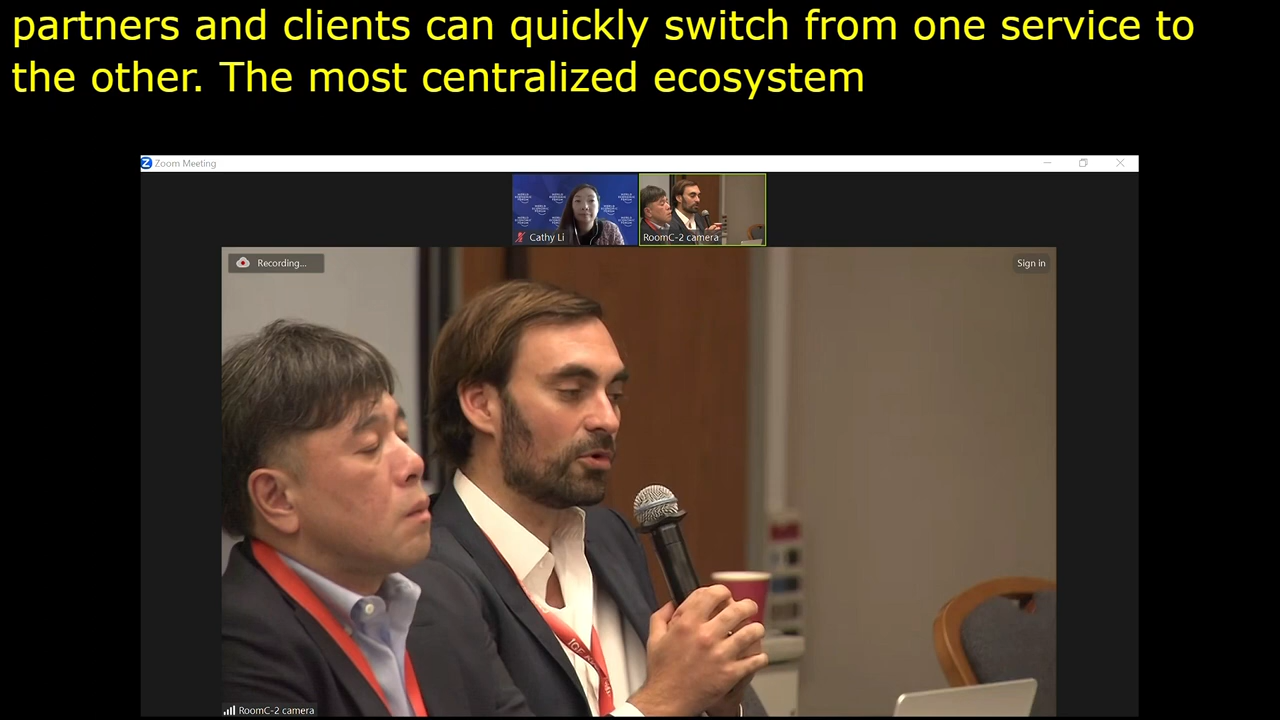 partners and clients can quickly switch from one service to
the other. The most centralized ecosystem
Zoom Meeting
Cathy Li
RoomC-2 camera
Recording...
Sign in
IGF
RoomC-2 camera